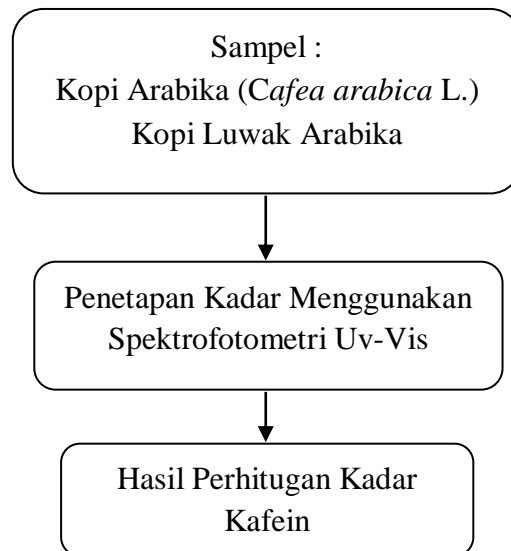 Sampel :
Kopi Arabika (Cafea arabica L.)
Kopi Luwak Arabika
Penetapan Kadar Menggunakan
Spektrofotometri Uv-Vis
Hasil Perhitugan Kadar
Kafein